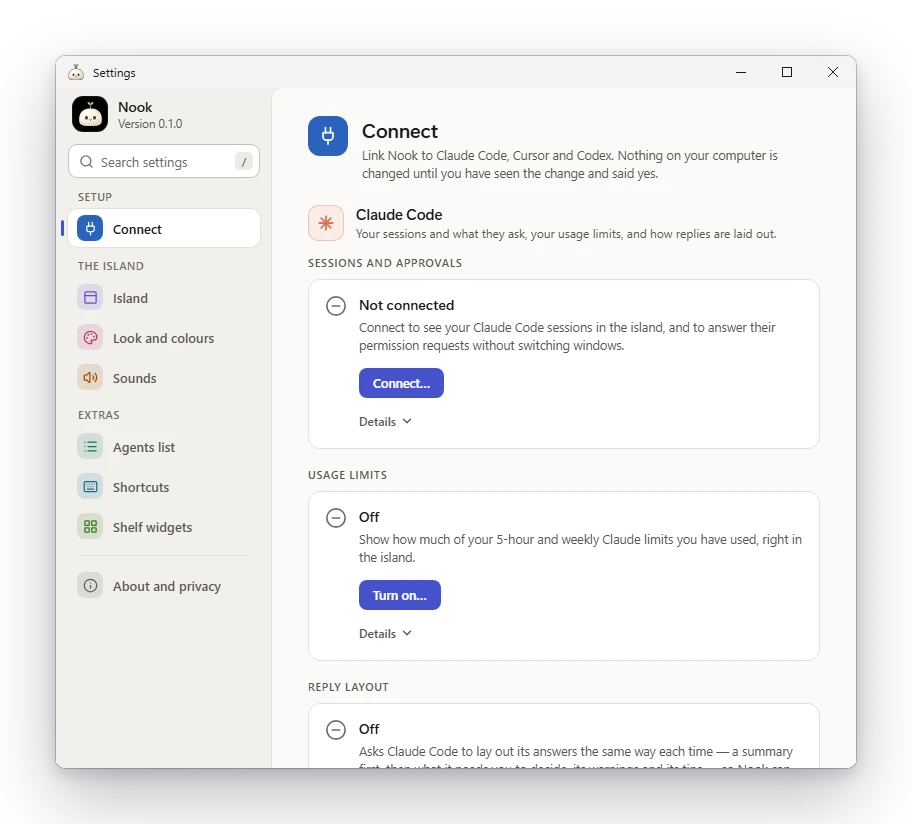 Settings
Nook
Version 0.1.0
Search settings
/
SETUP
Connect
THE ISLAND
Island
Look and colours
Sounds
EXTRAS
Agents list
Shortcuts
Shelf widgets
About and privacy
Connect
Link Nook to Claude Code, Cursor and Codex. Nothing on your computer is
changed until you have seen the change and said yes.
Claude Code
Your sessions and what they ask, your usage limits, and how replies are laid out.
SESSIONS AND APPROVALS
Not connected
Connect to see your Claude Code sessions in the island, and to answer their
permission requests without switching windows.
Connect...
Details
USAGE LIMITS
Off
Show how much of your 5-hour and weekly Claude limits you have used, right in
the island.
Turn on...
Details
REPLY LAYOUT
Off
Asks Claude Code to lay out its answers the same way each time — a summary